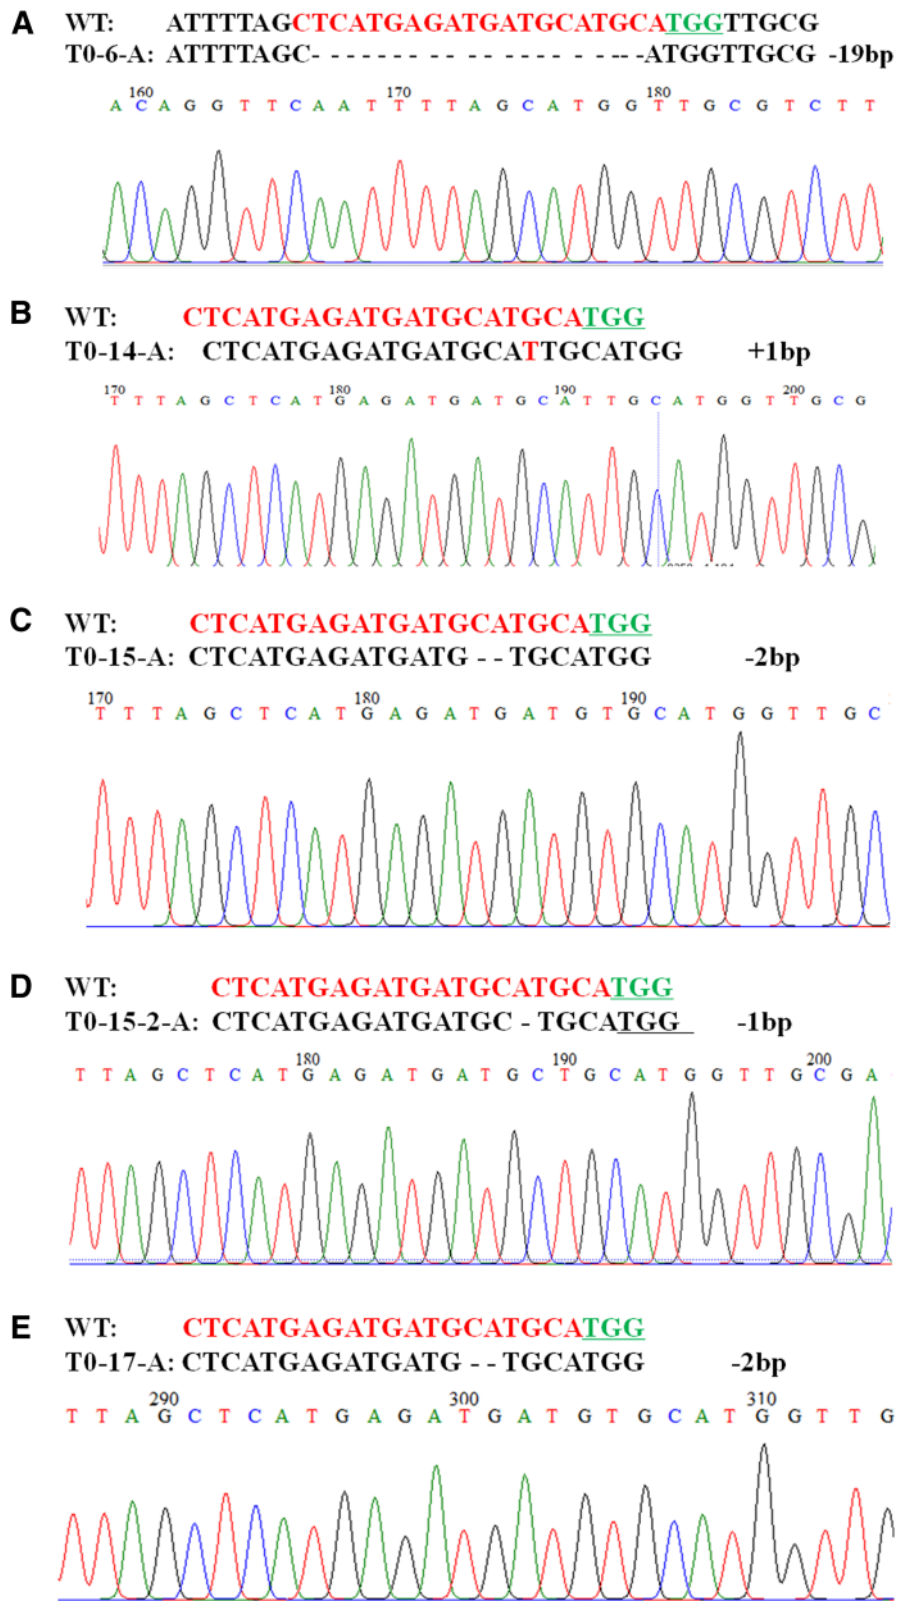 A
WT: ATTTTAGCTCATGAGATGATGCATGCATGGTTGCG
T0-6-A: ATTTTAGC- - - - - - - - - - - - - - - - - - -ATGGTTGCG -19bp
160 170 180
A C A G G T T C A A T T T T A G C A T G G T T G C G T C T T
B
WT: CTCATGAGATGATGCATGCATGG
T0-14-A: CTCATGAGATGATGCATTGCATGG +1bp
170 180 190 200
T T T A G C T C A T G A G A T G A T G C A T T G C A T G G T T G C G
C
WT: CTCATGAGATGATGCATGCATGG
T0-15-A: CTCATGAGATGATG - - TGCATGG -2bp
170 180 190
T T T A G C T C A T G A G A T G A T G T G C A T G G T T G C
D
WT: CTCATGAGATGATGCATGCATGG
T0-15-2-A: CTCATGAGATGATGC - TGCATGG -1bp
180 190 200
T T A G C T C A T G A G A T G A T G C T G C A T G G T T G C G A
E
WT: CTCATGAGATGATGCATGCATGG
T0-17-A: CTCATGAGATGATG - - TGCATGG -2bp
290 300 310
T T A G C T C A T G A G A T G A T G T G C A T G G T T G